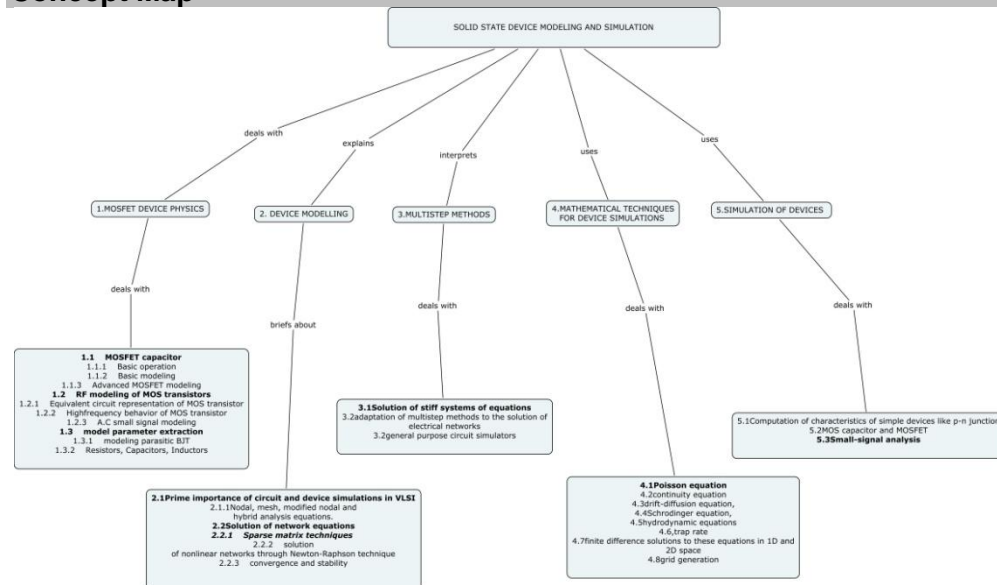 Concept Map
SOLID STATE DEVICE MODELING AND SIMULATION
deals with
explains
interprets
uses
uses
1.MOSFET DEVICE PHYSICS
2. DEVICE MODELLING
3.MULTISTEP METHODS
4.MATHEMATICAL TECHNIQUES
FOR DEVICE SIMULATIONS
5.SIMULATION OF DEVICES
deals with
briefs about
deals with
deals with
deals with
1.1 MOSFET capacitor
1.1.1 Basic operation
1.1.2 Basic modeling
1.1.3 Advanced MOSFET modeling
1.2 RF modeling of MOS transistors
1.2.1 Equivalent circuit representation of MOS transistor
1.2.2 Highfrequency behavior of MOS transistor
1.2.3 A.C small signal modeling
1.3 model parameter extraction
1.3.1 modeling parasitic BJT
1.3.2 Resistors, Capacitors, Inductors
2.1Prime importance of circuit and device simulations in VLSI
2.1.1Nodal, mesh, modified nodal and
hybrid analysis equations.
2.2Solution of network equations
2.2.1 Sparse matrix techniques
2.2.2 solution
of nonlinear networks through Newton-Raphson technique
2.2.3 convergence and stability
3.1Solution of stiff systems of equations
3.2adaptation of multistep methods to the solution of
electrical networks
3.2general purpose circuit simulators
4.1Poisson equation
4.2continuity equation
4.3drift-diffusion equation,
4.4Schrodinger equation,
4.5hydrodynamic equations
4.6,trap rate
4.7finite difference solutions to these equations in 1D and
2D space
4.8grid generation
5.1Computation of characteristics of simple devices like p-n junction
5.2MOS capacitor and MOSFET
5.3Small-signal analysis